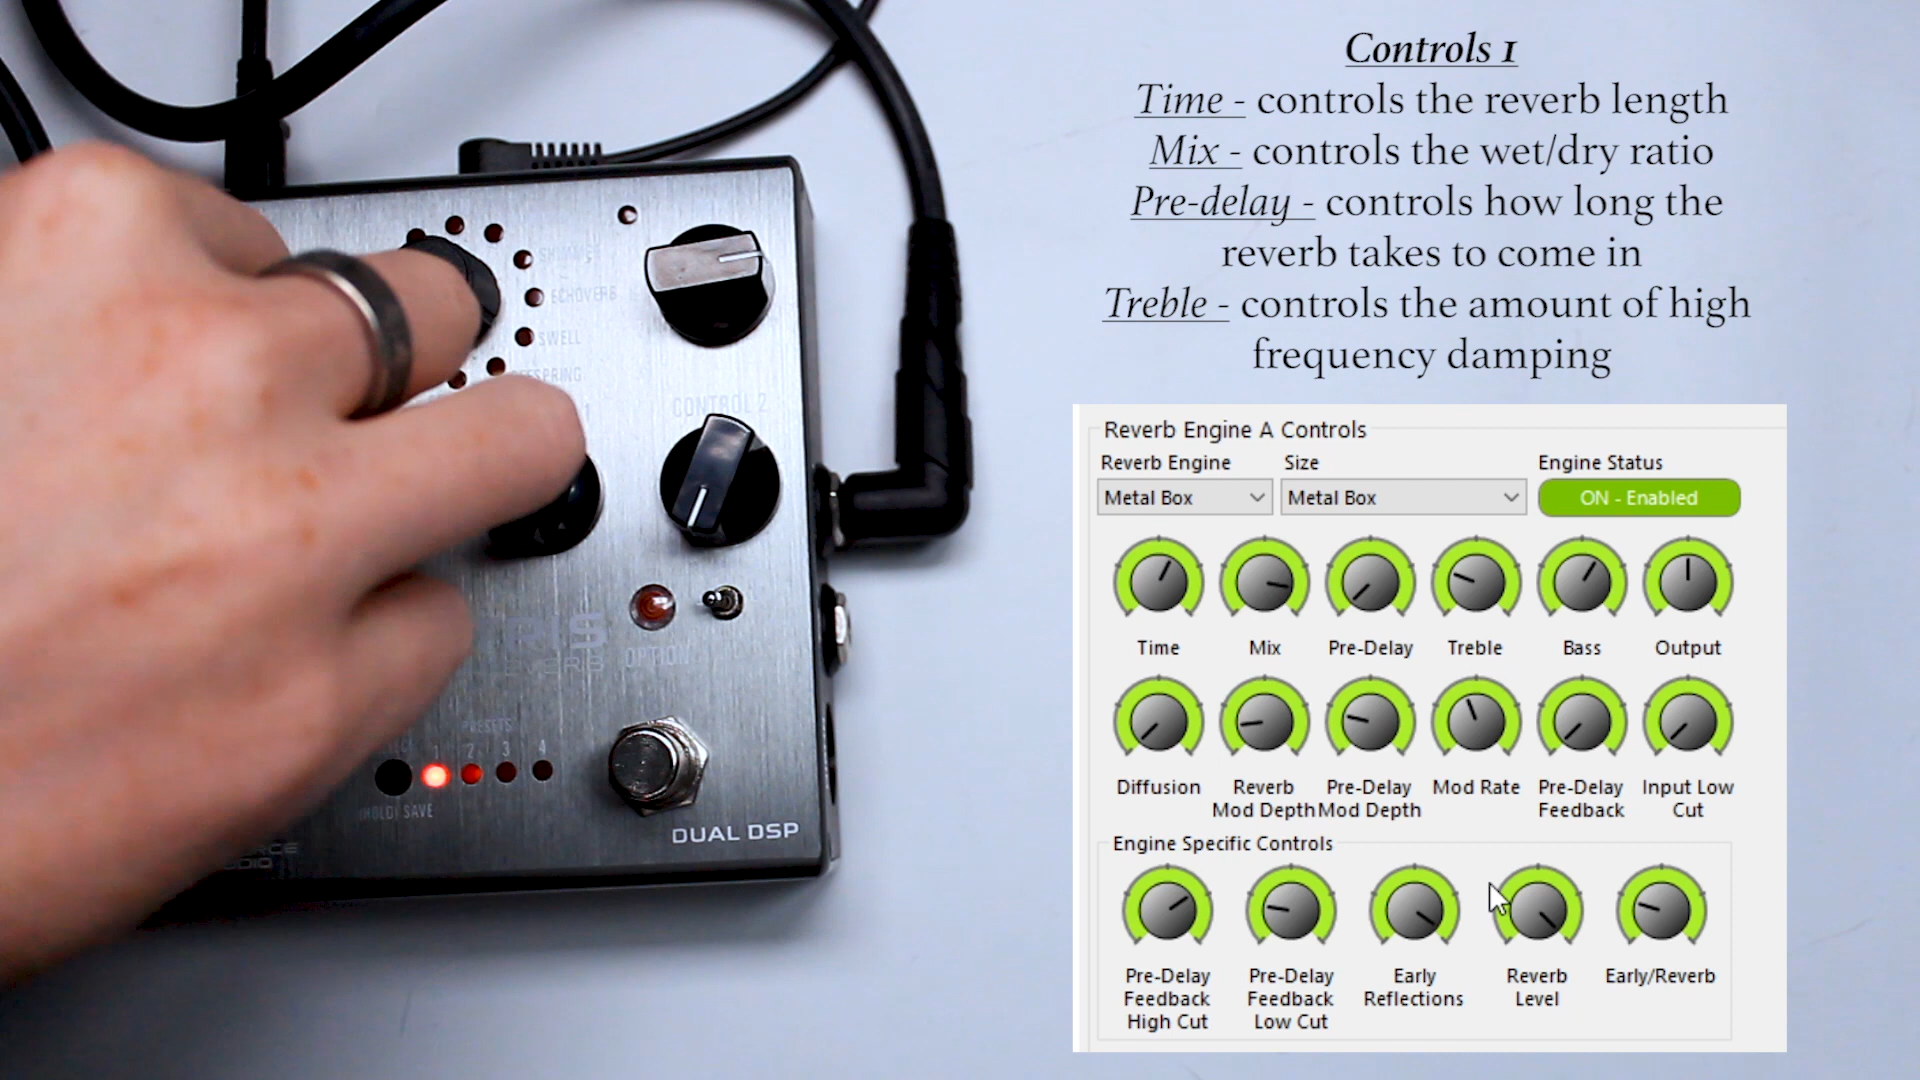 Controls 1
Time - controls the reverb length
Mix - controls the wet/dry ratio
Pre-delay - controls how long the
reverb takes to come in
Treble - controls the amount of high
frequency damping
ECHOVERB
SWELL
CONTROL 2
OPTION
PRESETS
1 2 3 4
(HOLD) SAVE
DUAL DSP
Reverb Engine A Controls
Reverb Engine Size Engine Status
Metal Box Metal Box ON - Enabled
Time Mix Pre-Delay Treble Bass Output
Diffusion Reverb Mod Depth Pre-Delay Mod Depth Mod Rate Pre-Delay Feedback Input Low Cut
Engine Specific Controls
Pre-Delay Feedback High Cut Pre-Delay Feedback Low Cut Early Reflections Reverb Level Early/Reverb